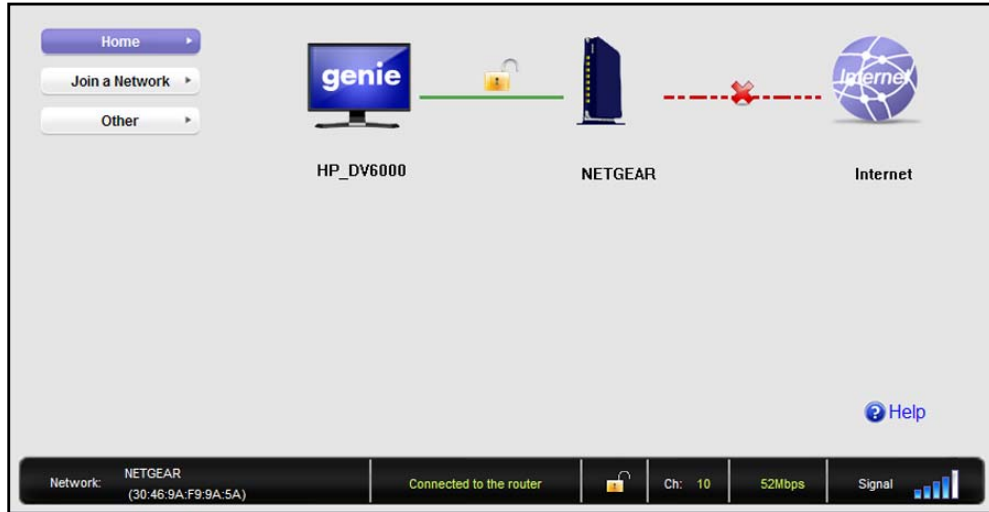 Home
Join a Network
Other
genie
Internet
HP_DV6000
NETGEAR
Internet
Help
Network:
NETGEAR
(30:46:9A:F9:9A:5A)
Connected to the router
Ch: 10
52Mbps
Signal